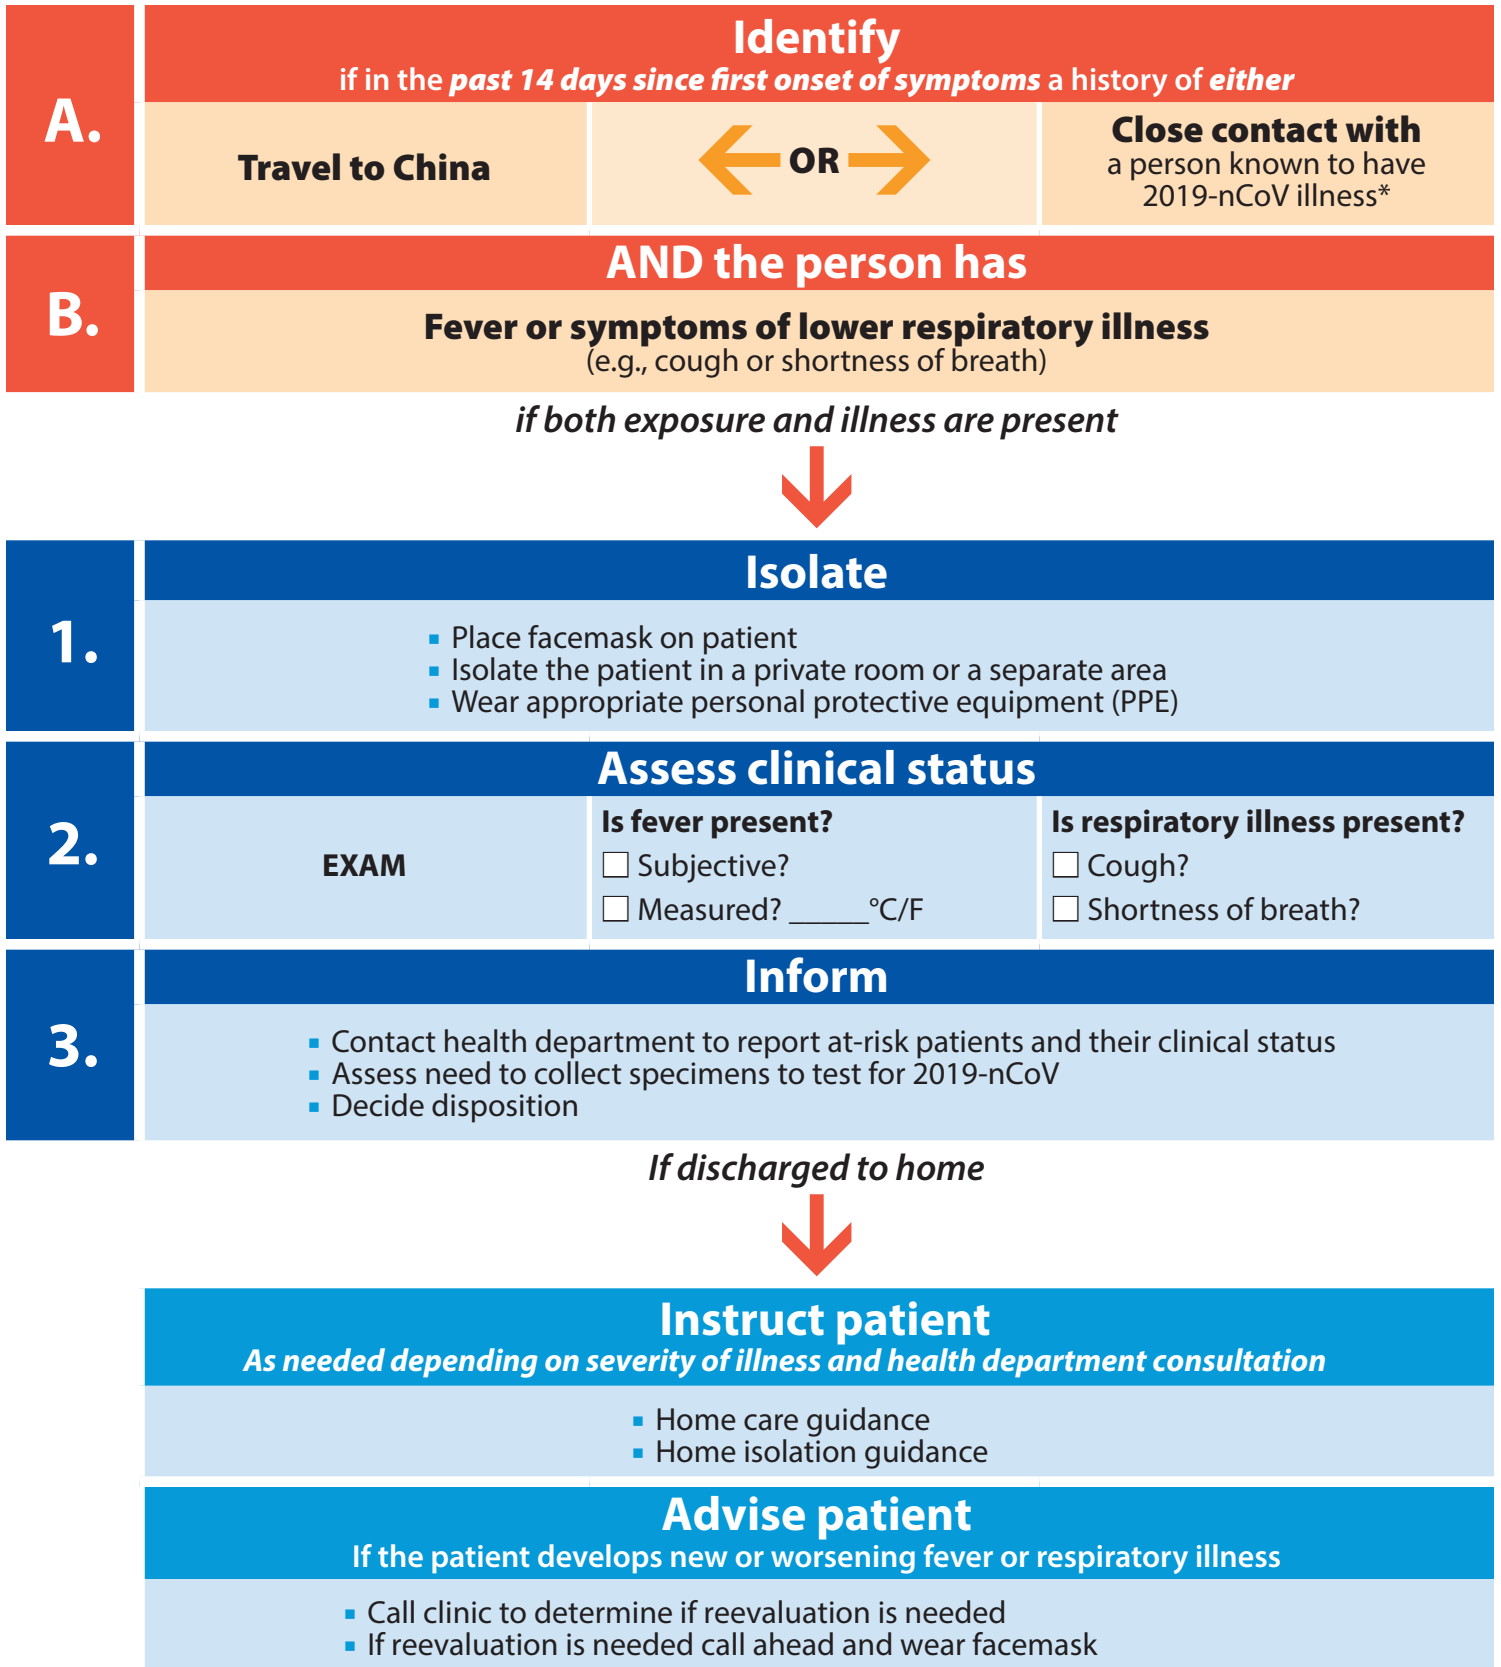 A.
Identify
if in the past 14 days since first onset of symptoms a history of either
Travel to China
OR
Close contact with
a person known to have
2019-nCoV illness*
B.
AND the person has
Fever or symptoms of lower respiratory illness
(e.g., cough or shortness of breath)
if both exposure and illness are present
1.
Isolate
▪ Place facemask on patient
▪ Isolate the patient in a private room or a separate area
▪ Wear appropriate personal protective equipment (PPE)
2.
Assess clinical status
EXAM
Is fever present?
☐ Subjective?
☐ Measured? _____°C/F
Is respiratory illness present?
☐ Cough?
☐ Shortness of breath?
3.
Inform
▪ Contact health department to report at-risk patients and their clinical status
▪ Assess need to collect specimens to test for 2019-nCoV
▪ Decide disposition
If discharged to home
Instruct patient
As needed depending on severity of illness and health department consultation
▪ Home care guidance
▪ Home isolation guidance
Advise patient
If the patient develops new or worsening fever or respiratory illness
▪ Call clinic to determine if reevaluation is needed
▪ If reevaluation is needed call ahead and wear facemask